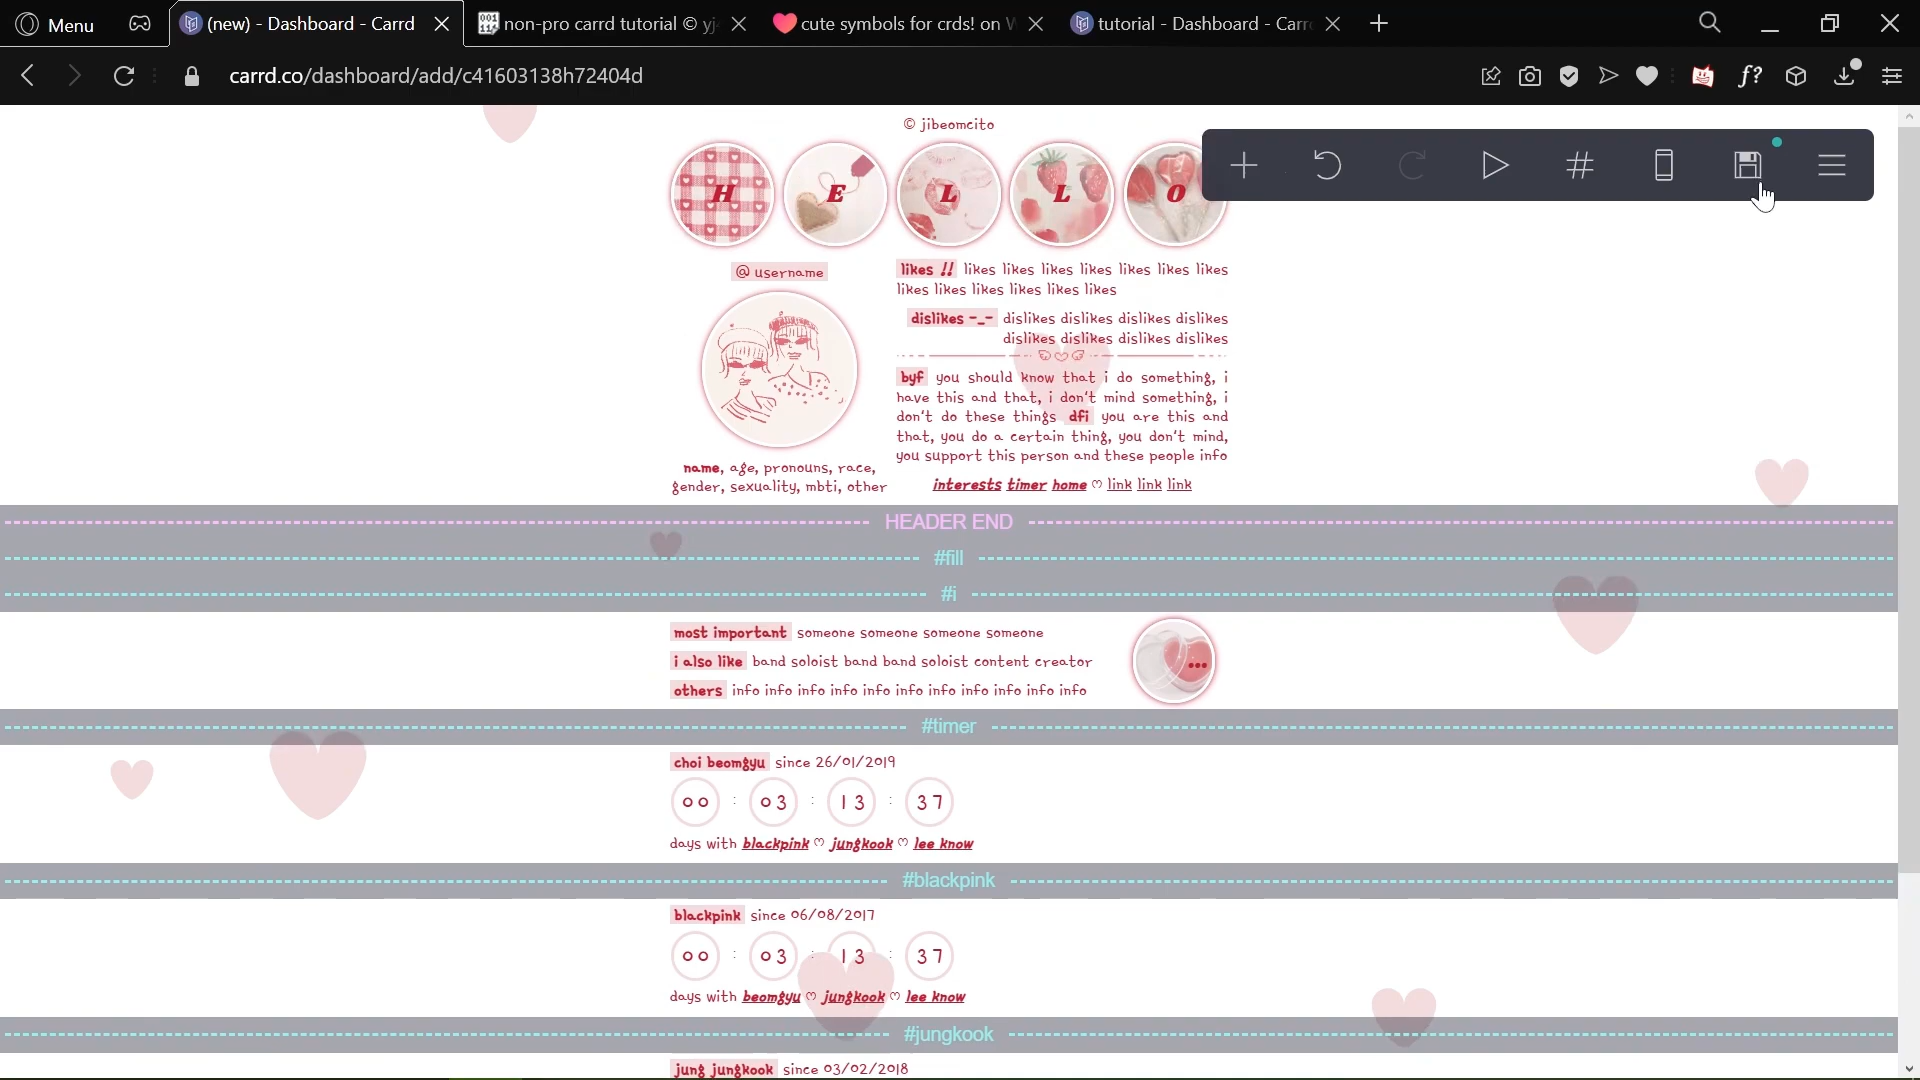 Menu
(new) - Dashboard - Carrd
non-pro carrd tutorial © yj
cute symbols for crds! on W
tutorial - Dashboard - Carr
carrd.co/dashboard/add/c41603138h72404d
© jibeomcito
H E L L O
@ username
likes !! likes likes likes likes likes likes likes
likes likes likes likes likes likes
dislikes -_- dislikes dislikes dislikes dislikes
dislikes dislikes dislikes dislikes
byf you should know that i do something, i
have this and that, i don't mind something, i
don't do these things dfi you are this and
that, you do a certain thing, you don't mind,
you support this person and these people info
name, age, pronouns, race,
gender, sexuality, mbti, other
interests timer home ♡ link link link
HEADER END
#fill
#i
most important someone someone someone someone
i also like band soloist band band soloist content creator
others info info info info info info info info info info info
...
#timer
choi beomgyu since 26/01/2019
00 : 03 : 13 : 37
days with blackpink ♡ jungkook ♡ lee know
#blackpink
blackpink since 06/08/2017
00 : 03 : 13 : 37
days with beomgyu ♡ jungkook ♡ lee know
#jungkook
jung jungkook since 03/02/2018